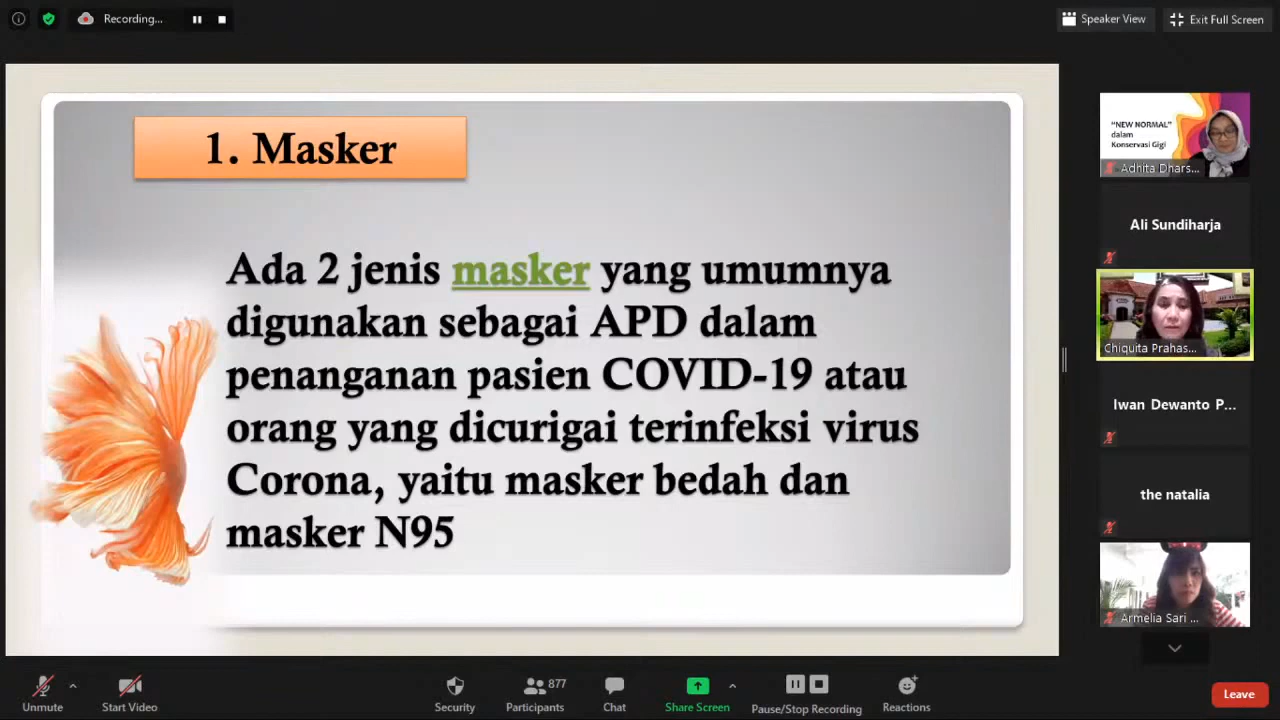 Recording...
Speaker View
Exit Full Screen
1. Masker
Ada 2 jenis masker yang umumnya
digunakan sebagai APD dalam
penanganan pasien COVID-19 atau
orang yang dicurigai terinfeksi virus
Corona, yaitu masker bedah dan
masker N95
"NEW NORMAL"
dalam
Konservasi Gigi
Adhita Dhars...
Ali Sundiharja
Chiquita Prahas...
Iwan Dewanto P...
the natalia
Armelia Sari ...
Unmute
Start Video
Security
877
Participants
Chat
Share Screen
Pause/Stop Recording
Reactions
Leave